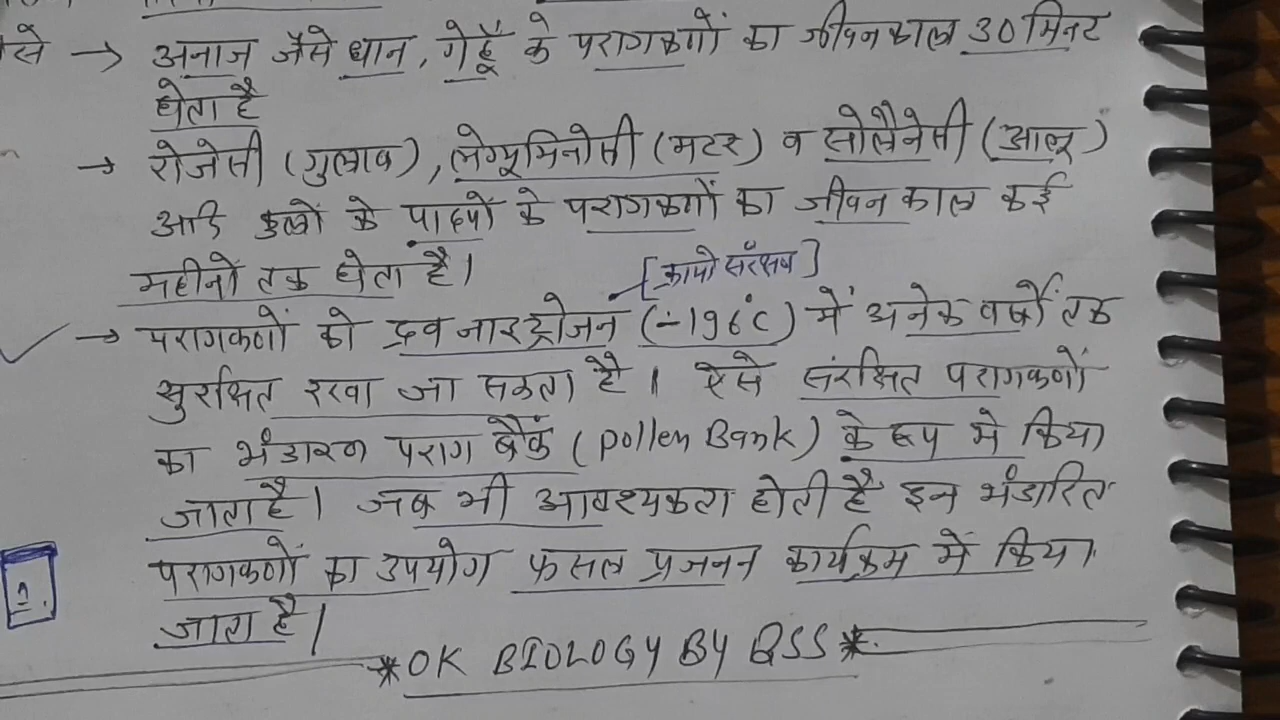 से → अनाज जैसे धान, गेहूँ के परागकणों का जीवनकाल 30 मिनट
होता है
→ रोजेसी (गुलाब), लेग्यूमिनोसी (मटर) व सोलैनेसी (आलू)
आदि कुलों के पादपों के परागकणों का जीवन काल कई
महीनों तक होता है।
[क्रायो संरक्षण]
→ परागकणों को द्रव नाइट्रोजन (-196°C) में अनेक वर्षों तक
सुरक्षित रखा जा सकता है। ऐसे संरक्षित परागकणों
का भंडारण पराग बैंक (pollen Bank) के रूप मे किया
जाता है। जब भी आवश्यकता होती है इन भंडारित
परागकणों का उपयोग फसल प्रजनन कार्यक्रम में किया
जाता है।
*OK BIOLOGY BY QSS*